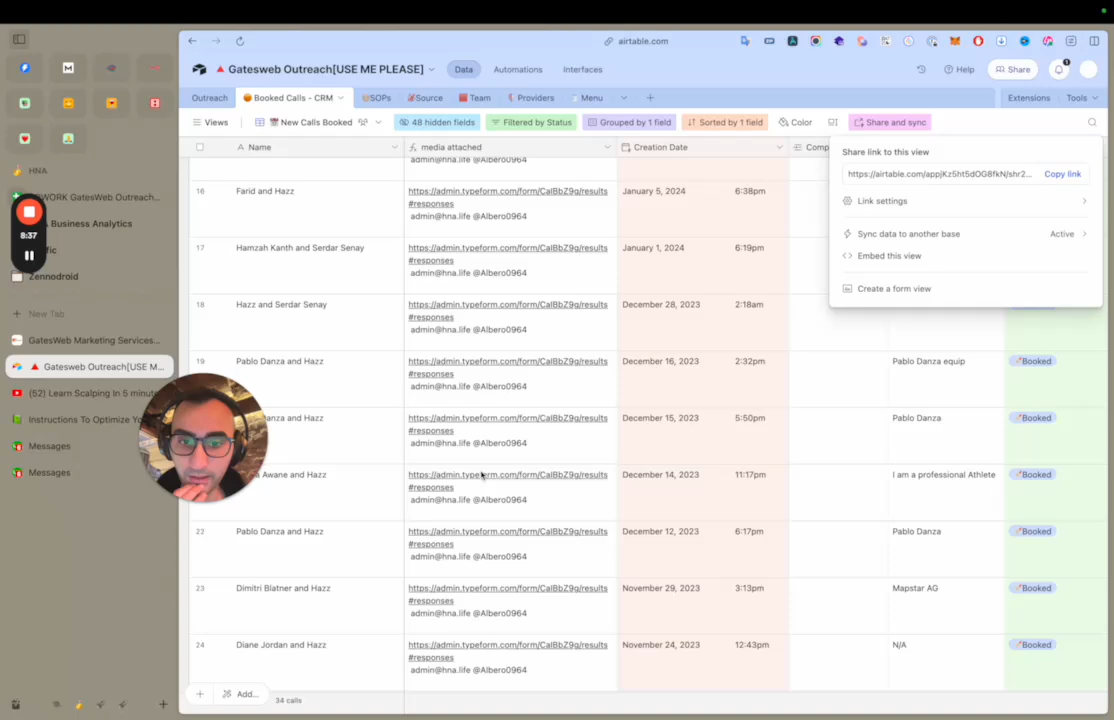 airtable.com
Gatesweb Outreach[USE ME PLEASE]
Data
Automations
Interfaces
Help
Share
1
Outreach
Booked Calls - CRM
SOPs
Source
Team
Providers
Menu
Extensions
Tools
Views
New Calls Booked
48 hidden fields
Filtered by Status
Grouped by 1 field
Sorted by 1 field
Color
Share and sync
Name
media attached
Creation Date
Comp
Share link to this view
https://airtable.com/appjKz5ht5dOG8fkN/shr2...
Copy link
Link settings
Sync data to another base
Active
Embed this view
Create a form view
admin@hna.life @Albero0964
16
Farid and Hazz
https://admin.typeform.com/form/CalBbZ9g/results
#responses
admin@hna.life @Albero0964
January 5, 2024
6:38pm
17
Hamzah Kanth and Serdar Senay
https://admin.typeform.com/form/CalBbZ9g/results
#responses
admin@hna.life @Albero0964
January 1, 2024
6:19pm
18
Hazz and Serdar Senay
https://admin.typeform.com/form/CalBbZ9g/results
#responses
admin@hna.life @Albero0964
December 28, 2023
2:18am
Booked
19
Pablo Danza and Hazz
https://admin.typeform.com/form/CalBbZ9g/results
#responses
admin@hna.life @Albero0964
December 16, 2023
2:32pm
Pablo Danza equip
Booked
anza and Hazz
https://admin.typeform.com/form/CalBbZ9g/results
#responses
admin@hna.life @Albero0964
December 15, 2023
5:50pm
Pablo Danza
Booked
Awane and Hazz
https://admin.typeform.com/form/CalBbZ9g/results
#responses
admin@hna.life @Albero0964
December 14, 2023
11:17pm
I am a professional Athlete
Booked
22
Pablo Danza and Hazz
https://admin.typeform.com/form/CalBbZ9g/results
#responses
admin@hna.life @Albero0964
December 12, 2023
6:17pm
Pablo Danza
Booked
23
Dimitri Blatner and Hazz
https://admin.typeform.com/form/CalBbZ9g/results
#responses
admin@hna.life @Albero0964
November 29, 2023
3:13pm
Mapstar AG
Booked
24
Diane Jordan and Hazz
https://admin.typeform.com/form/CalBbZ9g/results
#responses
admin@hna.life @Albero0964
November 24, 2023
12:43pm
N/A
Booked
Add...
34 calls
HNA
WORK GatesWeb Outreach...
Business Analytics
8:37
Zennodroid
New Tab
GatesWeb Marketing Services...
Gatesweb Outreach[USE M...
(52) Learn Scalping In 5 minut
Instructions To Optimize Yo
Messages
Messages